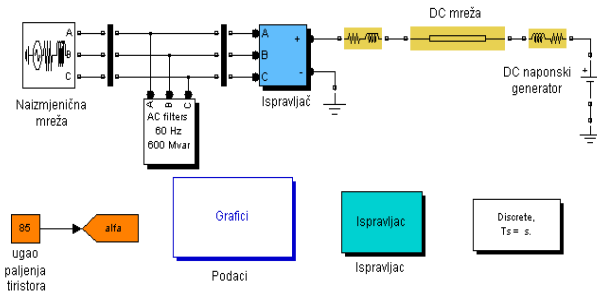 DC mreža
A
B
C
A
B
C
+
-
Ispravljač
Naizmjenična
mreža
A
B
C
AC filters
60 Hz
600 Mvar
DC naponski
generator
+
85
alfa
ugao
paljenja
tiristora
Grafici
Podaci
Ispravljac
Ispravljac
Discrete,
Ts = s.